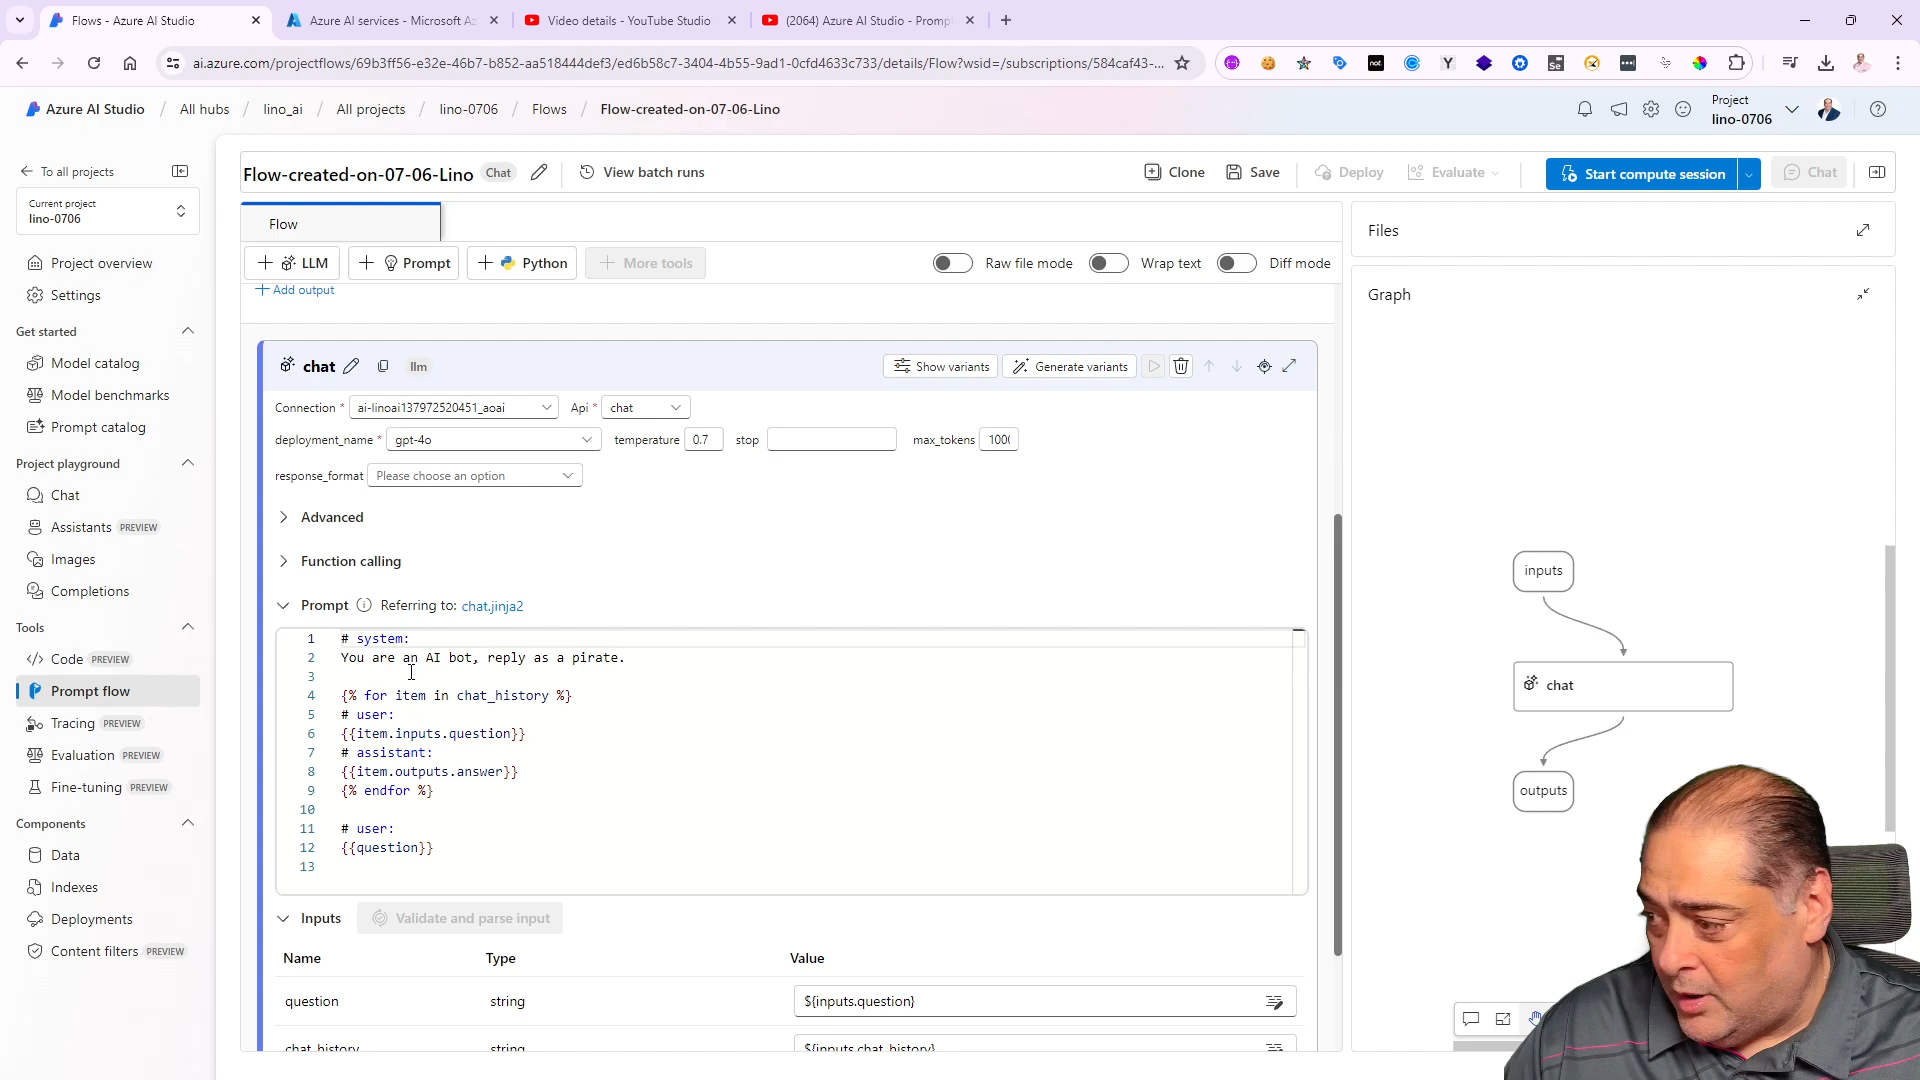 Flows - Azure AI Studio
Azure AI services - Microsoft Az
Video details - YouTube Studio
(2064) Azure AI Studio - Promp
ai.azure.com/projectflows/69b3ff56-e32e-46b7-b852-aa518444def3/ed6b58c7-3404-4b55-9ad1-0cfd4633c733/details/Flow?wsid=/subscriptions/584caf43-...
Azure AI Studio / All hubs / lino_ai / All projects / lino-0706 / Flows / Flow-created-on-07-06-Lino
Project
lino-0706
To all projects
Current project
lino-0706
Project overview
Settings
Get started
Model catalog
Model benchmarks
Prompt catalog
Project playground
Chat
Assistants PREVIEW
Images
Completions
Tools
Code PREVIEW
Prompt flow
Tracing PREVIEW
Evaluation PREVIEW
Fine-tuning PREVIEW
Components
Data
Indexes
Deployments
Content filters PREVIEW
Flow-created-on-07-06-Lino Chat View batch runs Clone Save Deploy Evaluate Start compute session Chat
Flow
+ LLM + Prompt + Python + More tools Raw file mode Wrap text Diff mode
+ Add output
chat llm Show variants Generate variants
Connection * ai-linoai137972520451_aoai Api * chat
deployment_name * gpt-4o temperature 0.7 stop max_tokens 100
response_format Please choose an option
Advanced
Function calling
Prompt Referring to: chat.jinja2
1 # system:
2 You are an AI bot, reply as a pirate.
3
4 {% for item in chat_history %}
5 # user:
6 {{item.inputs.question}}
7 # assistant:
8 {{item.outputs.answer}}
9 {% endfor %}
10
11 # user:
12 {{question}}
13
Inputs Validate and parse input
Name Type Value
question string ${inputs.question}
chat_history string ${inputs.chat_history}
Files
Graph
inputs
chat
outputs